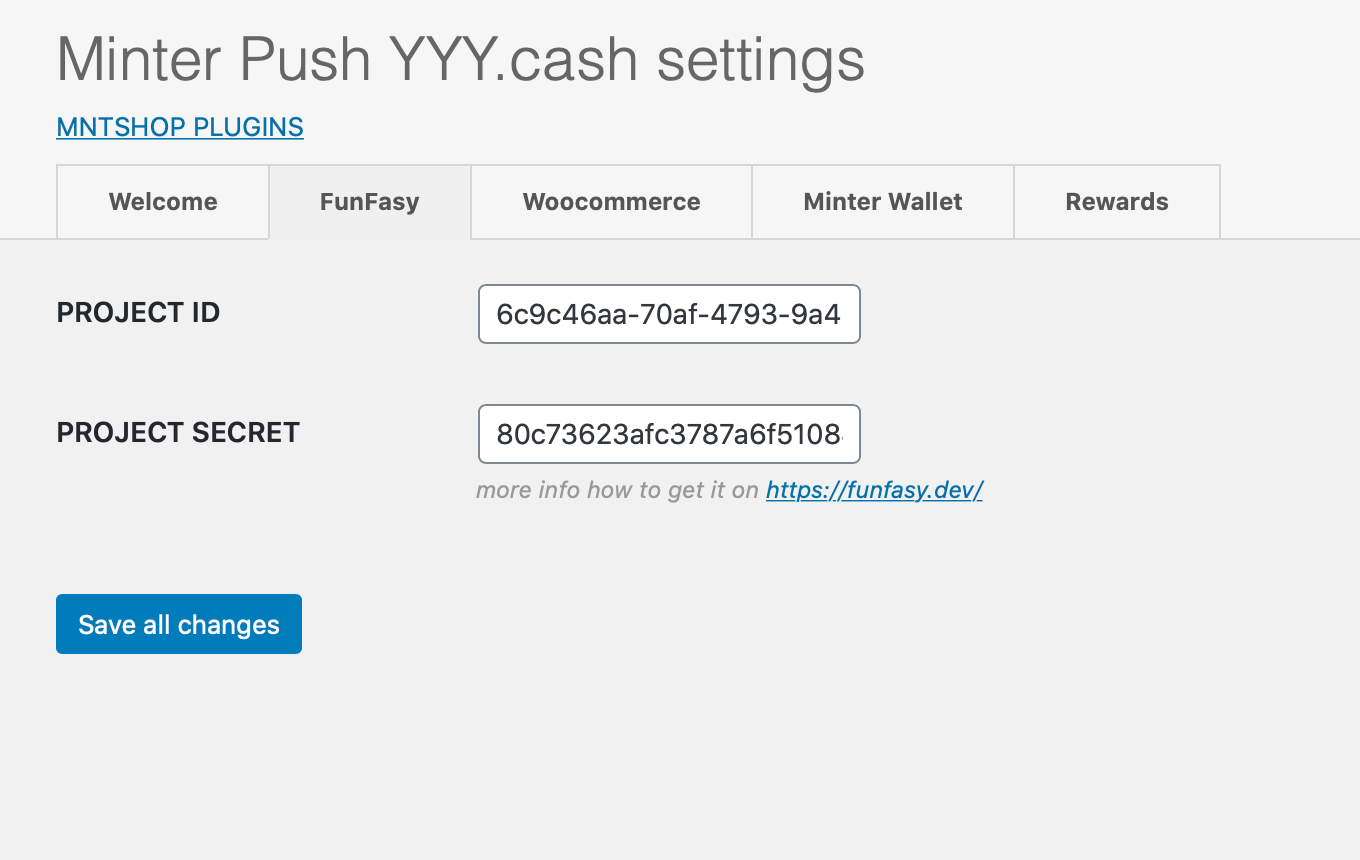 Minter Push YYY.cash settings
MNTSHOP PLUGINS
Welcome FunFasy Woocommerce Minter Wallet Rewards
PROJECT ID 6c9c46aa-70af-4793-9a4
PROJECT SECRET 80c73623afc3787a6f5108
more info how to get it on https://funfasy.dev/
Save all changes